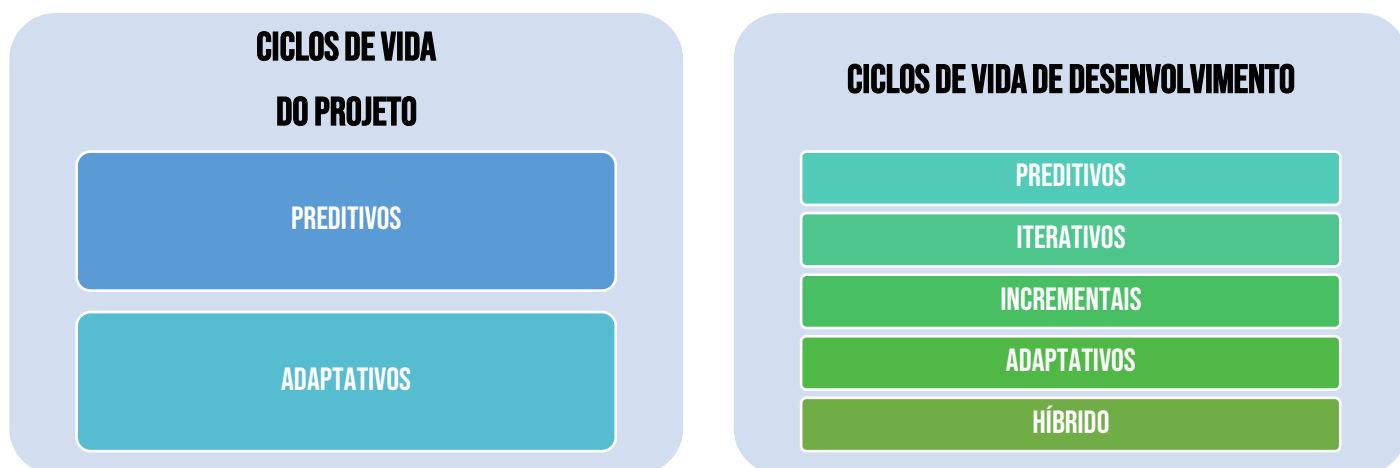 CICLOS DE VIDA
DO PROJETO
PREDITIVOS
ADAPTATIVOS
CICLOS DE VIDA DE DESENVOLVIMENTO
PREDITIVOS
ITERATIVOS
INCREMENTAIS
ADAPTATIVOS
HÍBRIDO